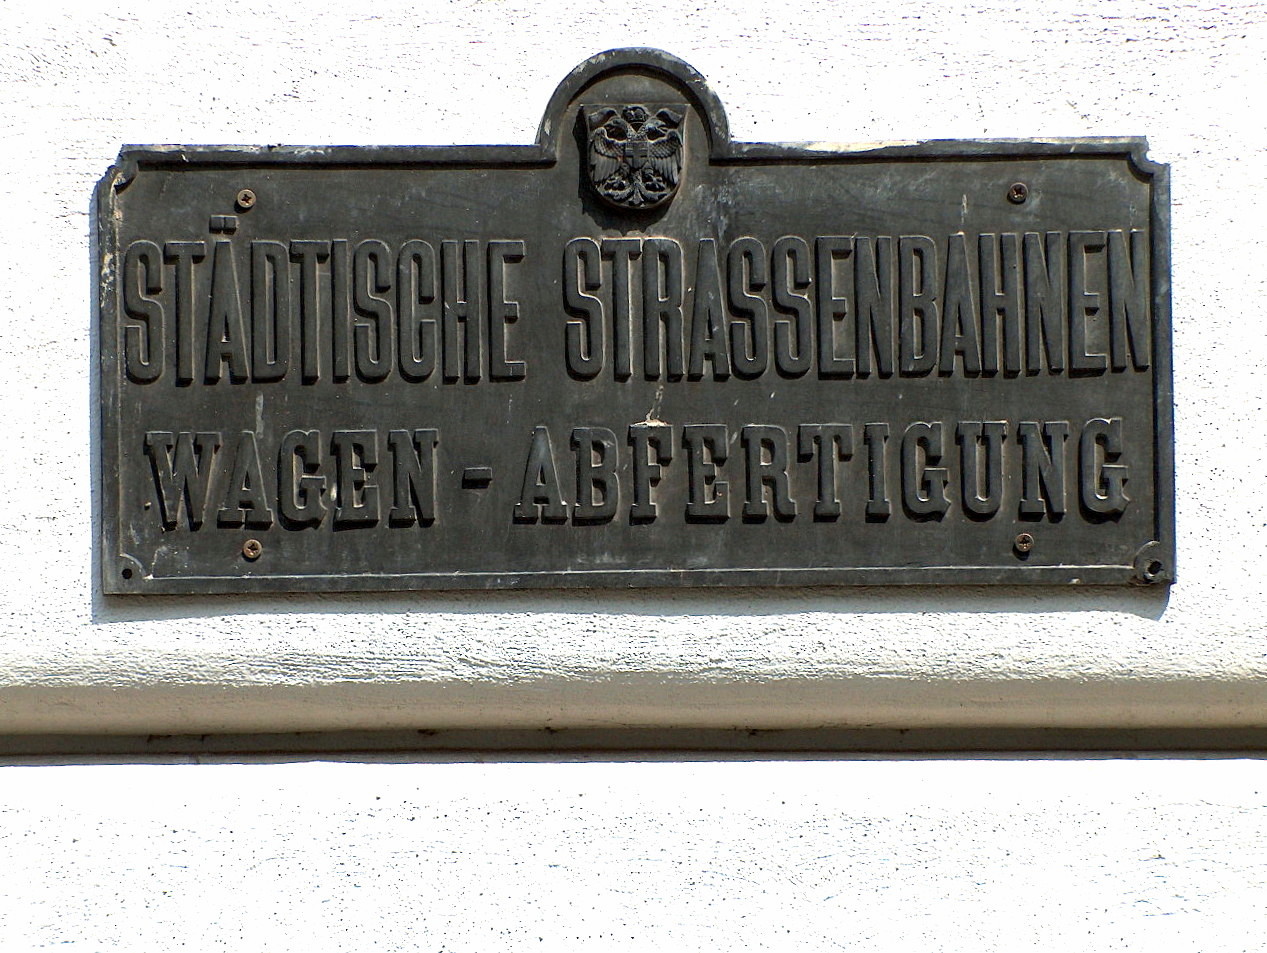 STÄDTISCHE STRASSENBAHNEN
WAGEN - ABFERTIGUNG